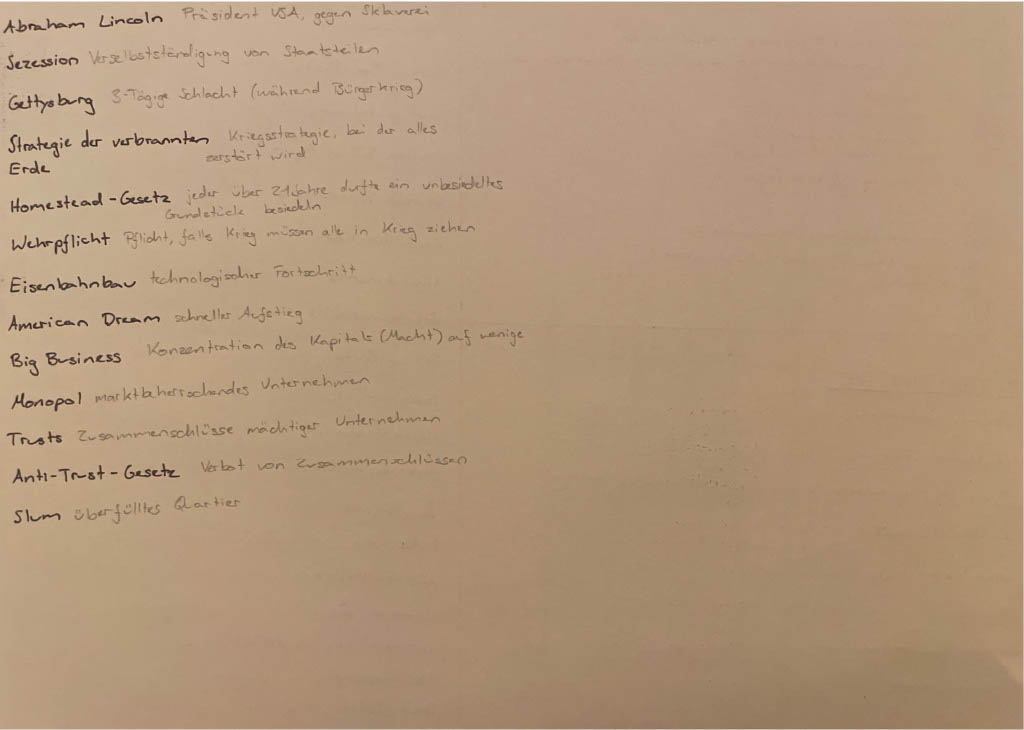 Abraham Lincoln Präsident USA, gegen Sklaverei
Sezession Verselbstständigung von Staatsteilen
Gettysburg 3-Tägige Schlacht (während Bürgerkrieg)
Strategie der verbrannten Kriegsstrategie, bei der alles
Erde zerstört wird
Homestead-Gesetz jeder über 21 Jahre durfte ein unbesiedeltes
Grundstück besiedeln
Wehrpflicht Pflicht, falls Krieg müssen alle in Krieg ziehen
Eisenbahnbau technologischer Fortschritt
American Dream schneller Aufstieg
Big Business Konzentration des Kapitals (Macht) auf wenige
Monopol marktbeherrschendes Unternehmen
Trusts Zusammenschlüsse mächtiger Unternehmen
Anti-Trust-Gesetz Verbot von Zusammenschlüssen
Slum überfülltes Quartier